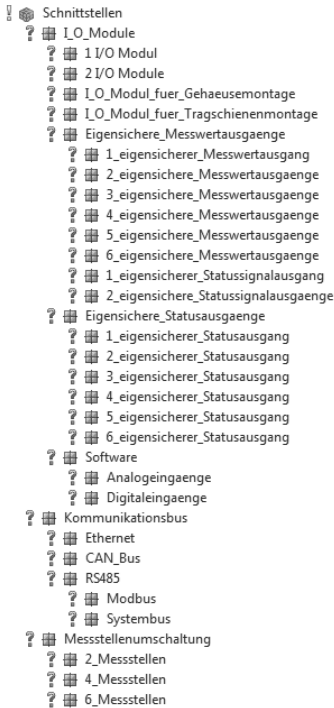 Schnittstellen
I_O_Module
1 I/O Modul
2 I/O Module
I_O_Modul_fuer_Gehaeusemontage
I_O_Modul_fuer_Tragschienenmontage
Eigensichere_Messwertausgaenge
1_eigensicherer_Messwertausgang
2_eigensichere_Messwertausgaenge
3_eigensichere_Messwertausgaenge
4_eigensichere_Messwertausgaenge
5_eigensichere_Messwertausgaenge
6_eigensichere_Messwertausgaenge
1_eigensicherer_Statussignalausgang
2_eigensichere_Statussignalausgaenge
Eigensichere_Statusausgaenge
1_eigensicherer_Statusausgang
2_eigensicherer_Statusausgang
3_eigensicherer_Statusausgang
4_eigensicherer_Statusausgang
5_eigensicherer_Statusausgang
6_eigensicherer_Statusausgang
Software
Analogeingaenge
Digitaleingaenge
Kommunikationsbus
Ethernet
CAN_Bus
RS485
Modbus
Systembus
Messstellenumschaltung
2_Messstellen
4_Messstellen
6_Messstellen